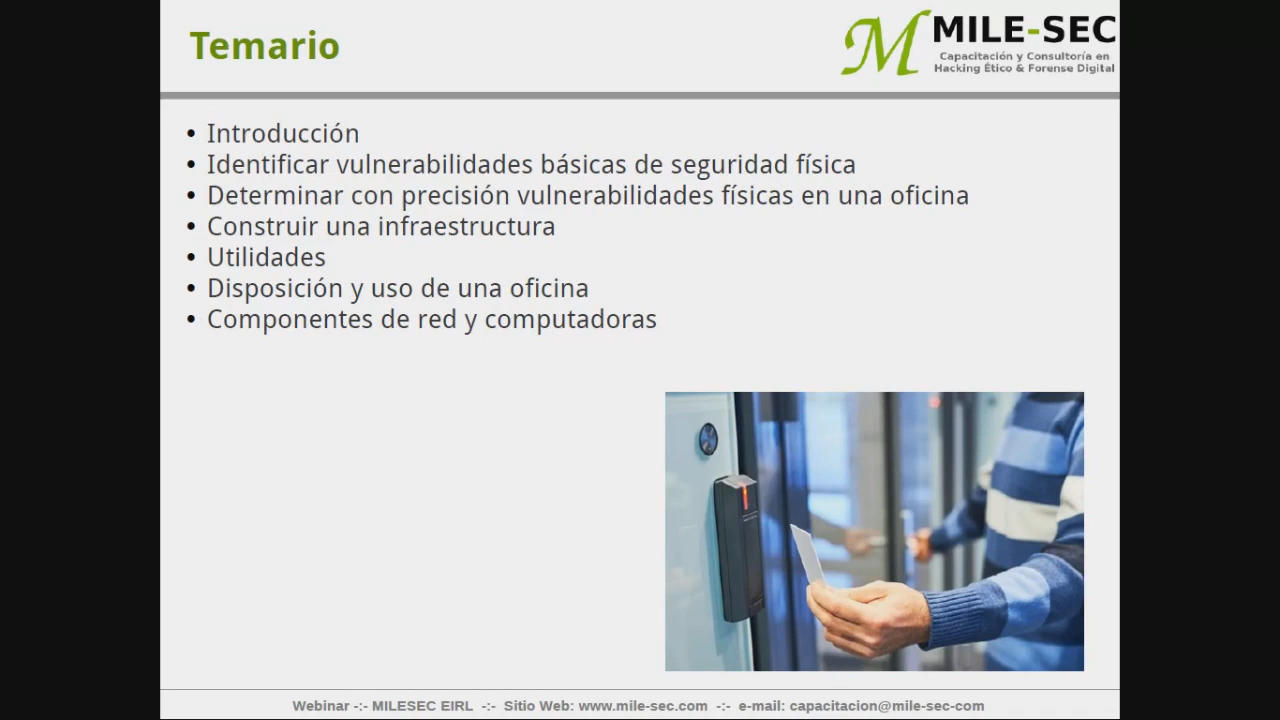 Temario
MILE-SEC
Capacitación y Consultoría en
Hacking Ético & Forense Digital
• Introducción
• Identificar vulnerabilidades básicas de seguridad física
• Determinar con precisión vulnerabilidades físicas en una oficina
• Construir una infraestructura
• Utilidades
• Disposición y uso de una oficina
• Componentes de red y computadoras
Webinar -:- MILESEC EIRL -:- Sitio Web: www.mile-sec.com -:- e-mail: capacitacion@mile-sec-com